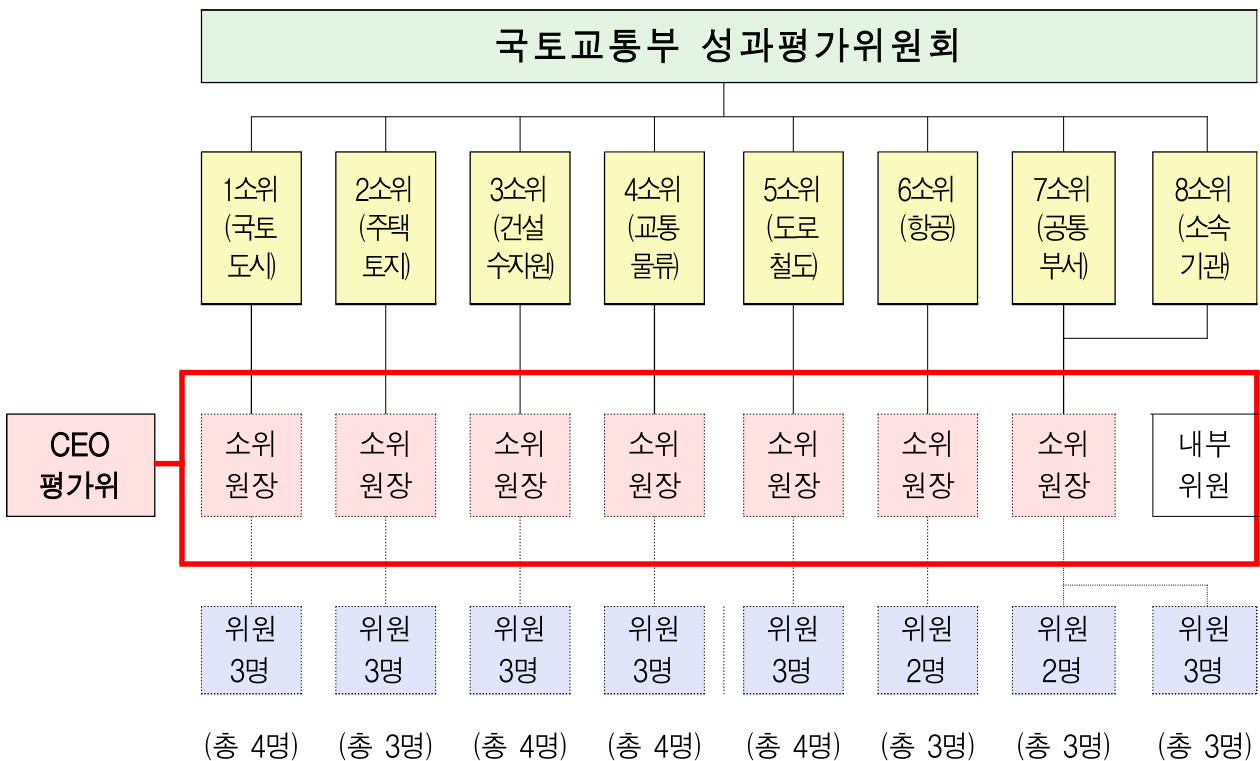 국토교통부 성과평가위원회
1소위
(국토
도시)
2소위
(주택
토지)
3소위
(건설
수자원)
4소위
(교통
물류)
5소위
(도로
철도)
6소위
(항공)
7소위
(공통
부서)
8소위
(소속
기관)
CEO
평가위
소위
원장
소위
원장
소위
원장
소위
원장
소위
원장
소위
원장
소위
원장
내부
위원
위원
3명
위원
3명
위원
3명
위원
3명
위원
3명
위원
2명
위원
2명
위원
3명
(총 4명)
(총 3명)
(총 4명)
(총 4명)
(총 4명)
(총 3명)
(총 3명)
(총 3명)